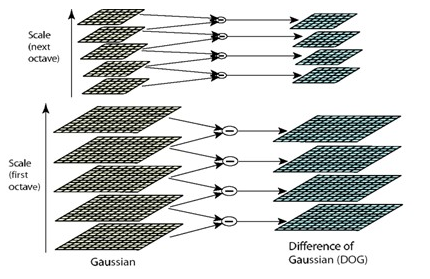 Scale
(next
octave)
Scale
(first
octave)
Gaussian
Difference of
Gaussian (DOG)